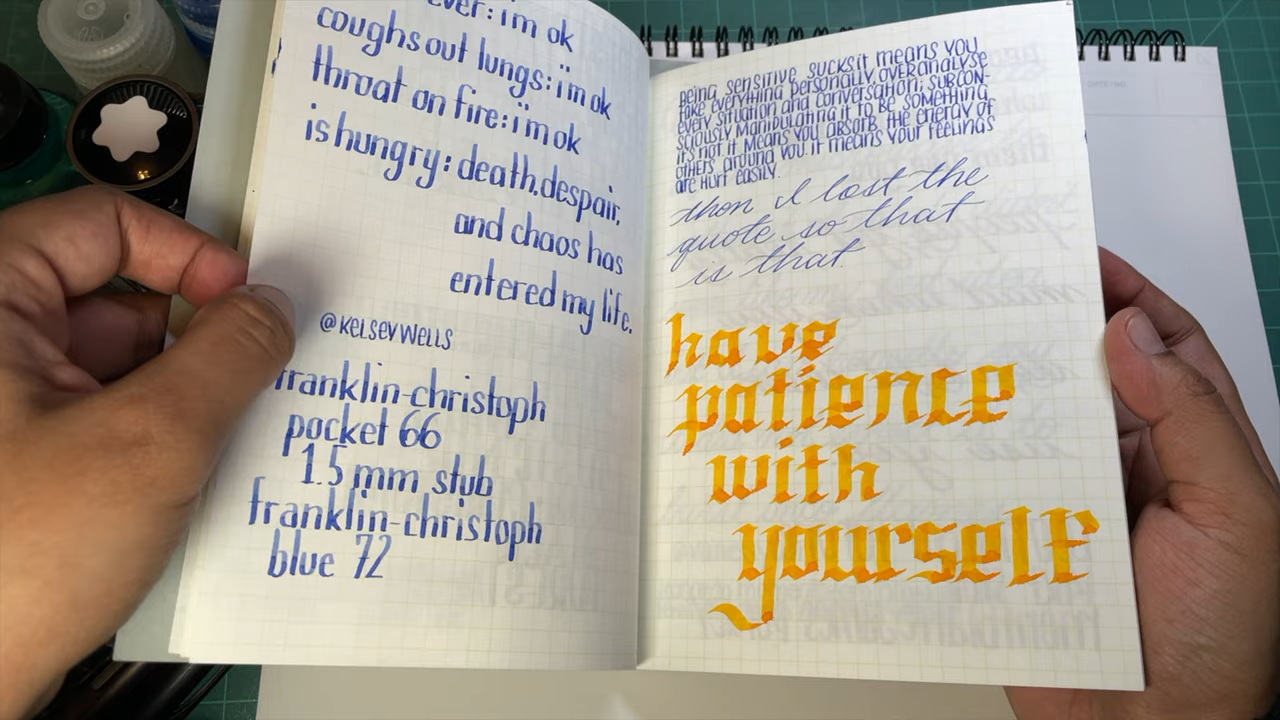 ever: i'm ok
coughs out lungs: i'm ok
throat on fire: i'm ok
is hungry: death, despair,
and chaos has
entered my life.
@KELSEYWELLS
franklin-christoph
pocket 66
1.5 mm stub
franklin-christoph
blue 72
Being sensitive sucks it means you
take everything personally, overanalyse
every situation and conversation; subcon-
sciously manipulating it to be something
it's not. it means you absorb the energy of
others around you. it means your feelings
are hurt easily.
then I lost the
quote so that
is that.
have
patience
with
yourself